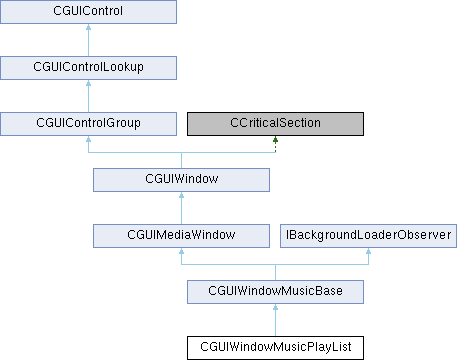 CGUIControl
CGUIControlLookup
CGUIControlGroup
CCriticalSection
CGUIWindow
CGUIMediaWindow
IBackgroundLoaderObserver
CGUIWindowMusicBase
CGUIWindowMusicPlayList